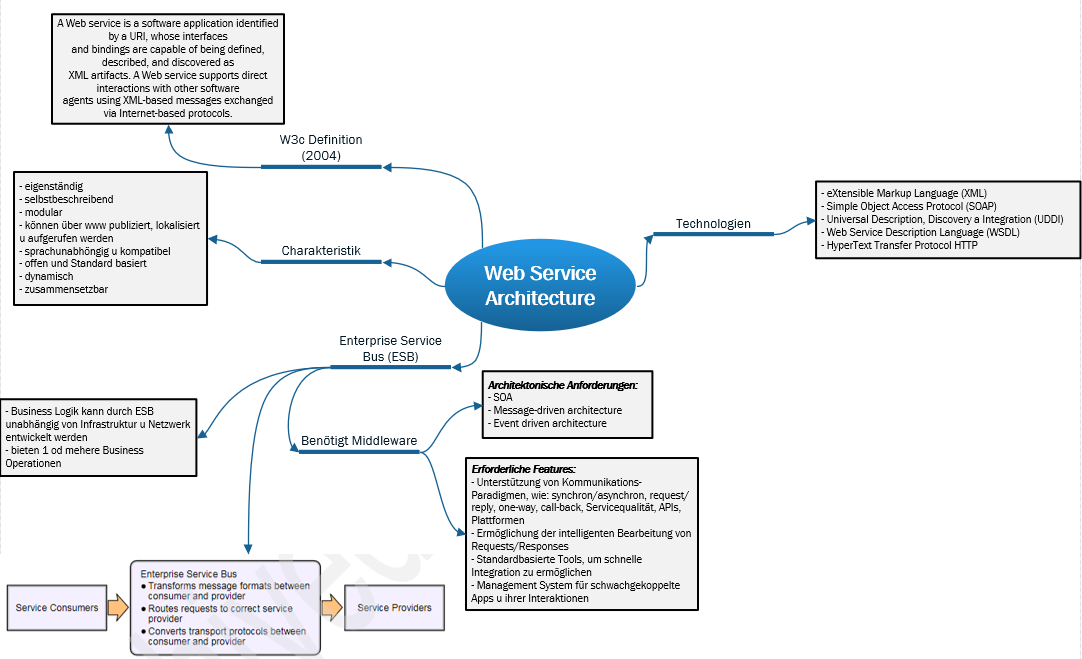 A Web service is a software application identified
by a URI, whose interfaces
and bindings are capable of being defined,
described, and discovered as
XML artifacts. A Web service supports direct
interactions with other software
agents using XML-based messages exchanged
via Internet-based protocols.
W3c Definition
(2004)
- eigenständig
- selbstbeschreibend
- modular
- können über www publiziert, lokalisiert
u aufgerufen werden
- sprachunabhängig u kompatibel
- offen und Standard basiert
- dynamisch
- zusammensetzbar
Charakteristik
Web Service
Architecture
Technologien
- eXtensible Markup Language (XML)
- Simple Object Access Protocol (SOAP)
- Universal Description, Discovery a Integration (UDDI)
- Web Service Description Language (WSDL)
- HyperText Transfer Protocol HTTP
Enterprise Service
Bus (ESB)
- Business Logik kann durch ESB
unabhängig von Infrastruktur u Netzwerk
entwickelt werden
- bieten 1 od mehere Business
Operationen
Benötigt Middleware
Architektonische Anforderungen:
- SOA
- Message-driven architecture
- Event driven architecture
Erforderliche Features:
- Unterstützung von Kommunikations-
Paradigmen, wie: synchron/asynchron, request/
reply, one-way, call-back, Servicequalität, APIs,
Plattformen
- Ermöglichung der intelligenten Bearbeitung von
Requests/Responses
- Standardbasierte Tools, um schnelle
Integration zu ermöglichen
- Management System für schwachgekoppelte
Apps u ihrer Interaktionen
Service Consumers
Enterprise Service Bus
● Transforms message formats between
consumer and provider
● Routes requests to correct service
provider
● Converts transport protocols between
consumer and provider
Service Providers